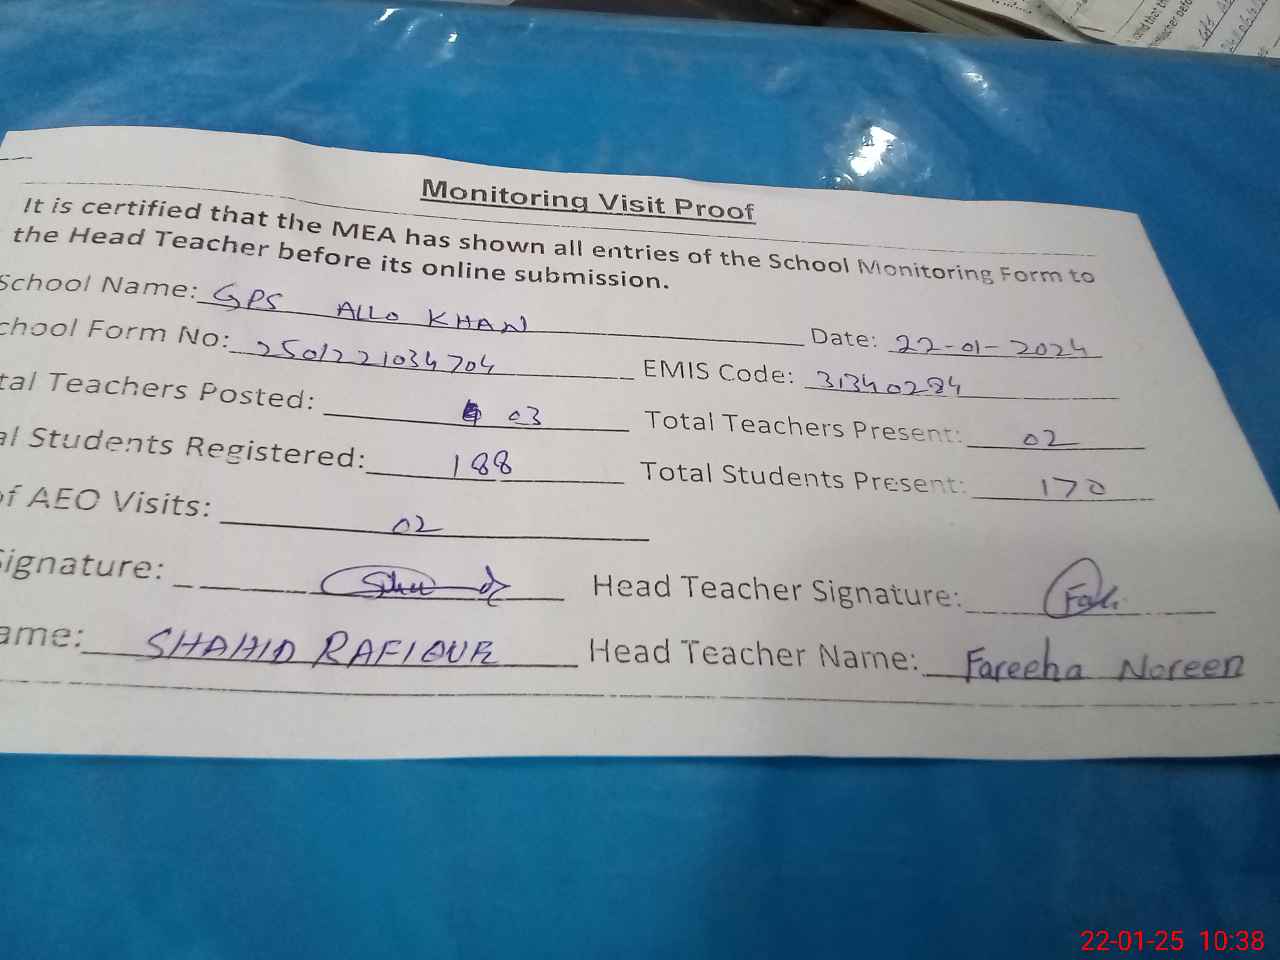 Monitoring Visit Proof
It is certified that the MEA has shown all entries of the School Monitoring Form to
the Head Teacher before its online submission.
School Name: GPS ALLO KHAN Date: 22-01-2024
chool Form No: 2501221034704 EMIS Code: 31340284
tal Teachers Posted: 03 Total Teachers Present: 02
al Students Registered: 188 Total Students Present: 170
of AEO Visits: 02
Signature: Head Teacher Signature:
ame: SHAHID Head Teacher Name: Fareeha Noreen
22-01-25 10:38